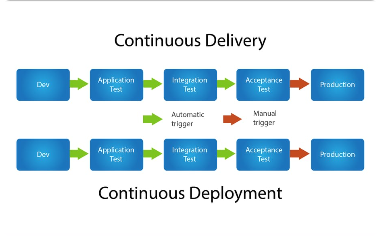 Continuous Delivery
Dev
Application
Test
Integration
Test
Acceptance
Test
Production
Automatic
trigger
Manual
trigger
Dev
Application
Test
Integration
Test
Acceptance
Test
Production
Continuous Deployment